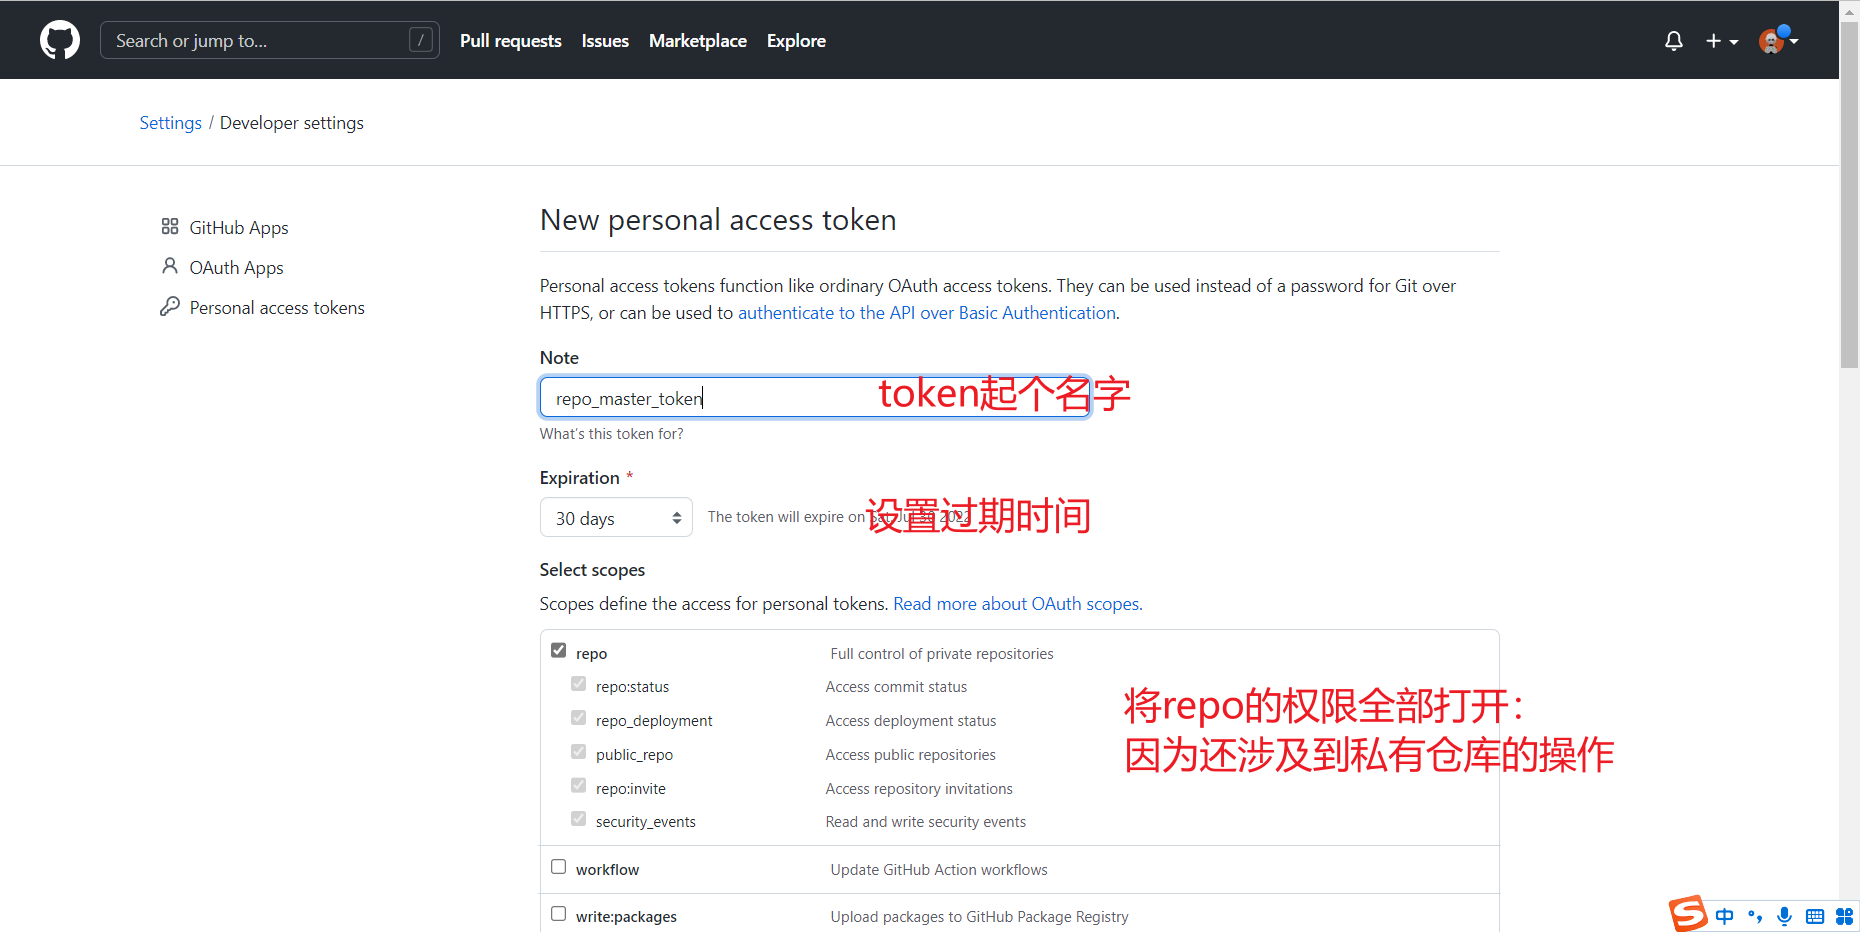 Search or jump to... /
Pull requests Issues Marketplace Explore
Settings / Developer settings
GitHub Apps
OAuth Apps
Personal access tokens
New personal access token
Personal access tokens function like ordinary OAuth access tokens. They can be used instead of a password for Git over
HTTPS, or can be used to authenticate to the API over Basic Authentication.
Note
repo_master_token
token起个名字
What's this token for?
Expiration *
30 days
The token will expire on Sat, Jul 30 2022
设置过期时间
Select scopes
Scopes define the access for personal tokens. Read more about OAuth scopes.
repo Full control of private repositories
repo:status Access commit status
repo_deployment Access deployment status
public_repo Access public repositories
repo:invite Access repository invitations
security_events Read and write security events
将repo的权限全部打开：
因为还涉及到私有仓库的操作
workflow Update GitHub Action workflows
write:packages Upload packages to GitHub Package Registry
S 中